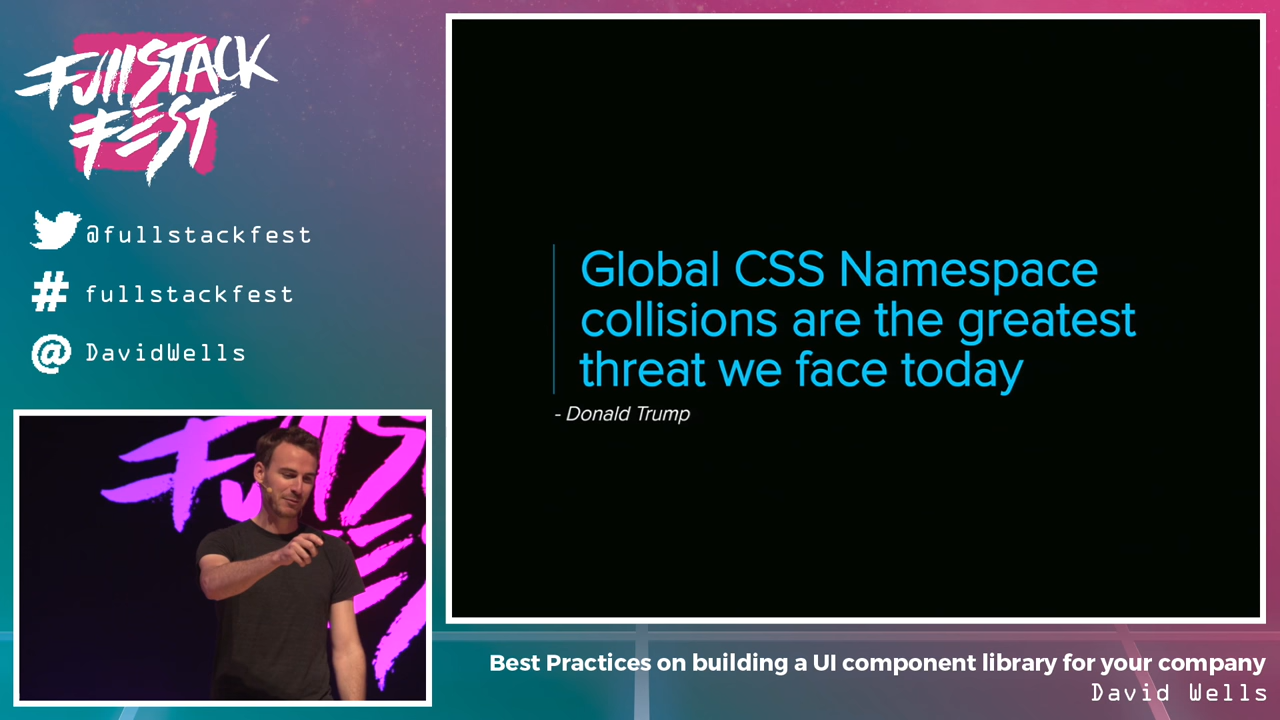 FullSTACK
FEST
@fullstackfest
# fullstackfest
@ DavidWells
Global CSS Namespace
collisions are the greatest
threat we face today
- Donald Trump
Best Practices on building a UI component library for your company
David Wells